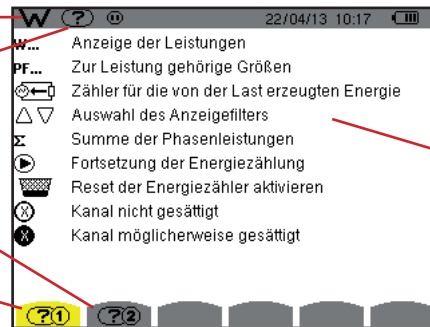 W ? 22/04/13 10:17
W... Anzeige der Leistungen
PF... Zur Leistung gehörige Größen
Zähler für die von der Last erzeugten Energie
Auswahl des Anzeigefilters
Σ Summe der Phasenleistungen
Fortsetzung der Energiezählung
Reset der Energiezähler aktivieren
X Kanal nicht gesättigt
X Kanal möglicherweise gesättigt
?1 ?2